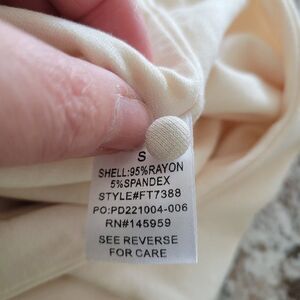 S
SHELL:95%RAYON
5%SPANDEX
STYLE#FT7388
PO:PD221004-006
RN#145959
SEE REVERSE
FOR CARE